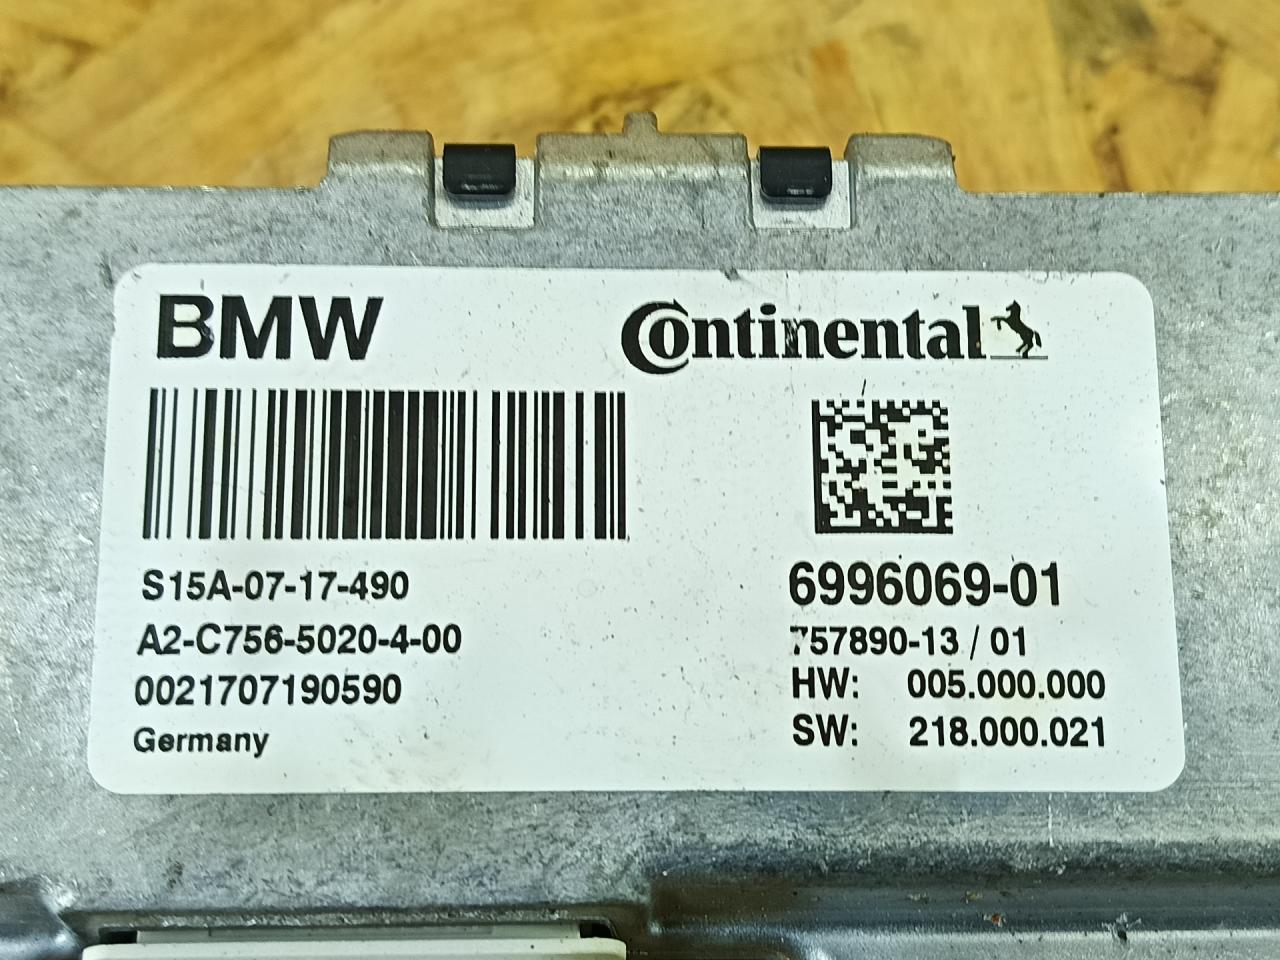 BMW
Continental
S15A-07-17-490
A2-C756-5020-4-00
0021707190590
Germany
6996069-01
757890-13 / 01
HW: 005.000.000
SW: 218.000.021